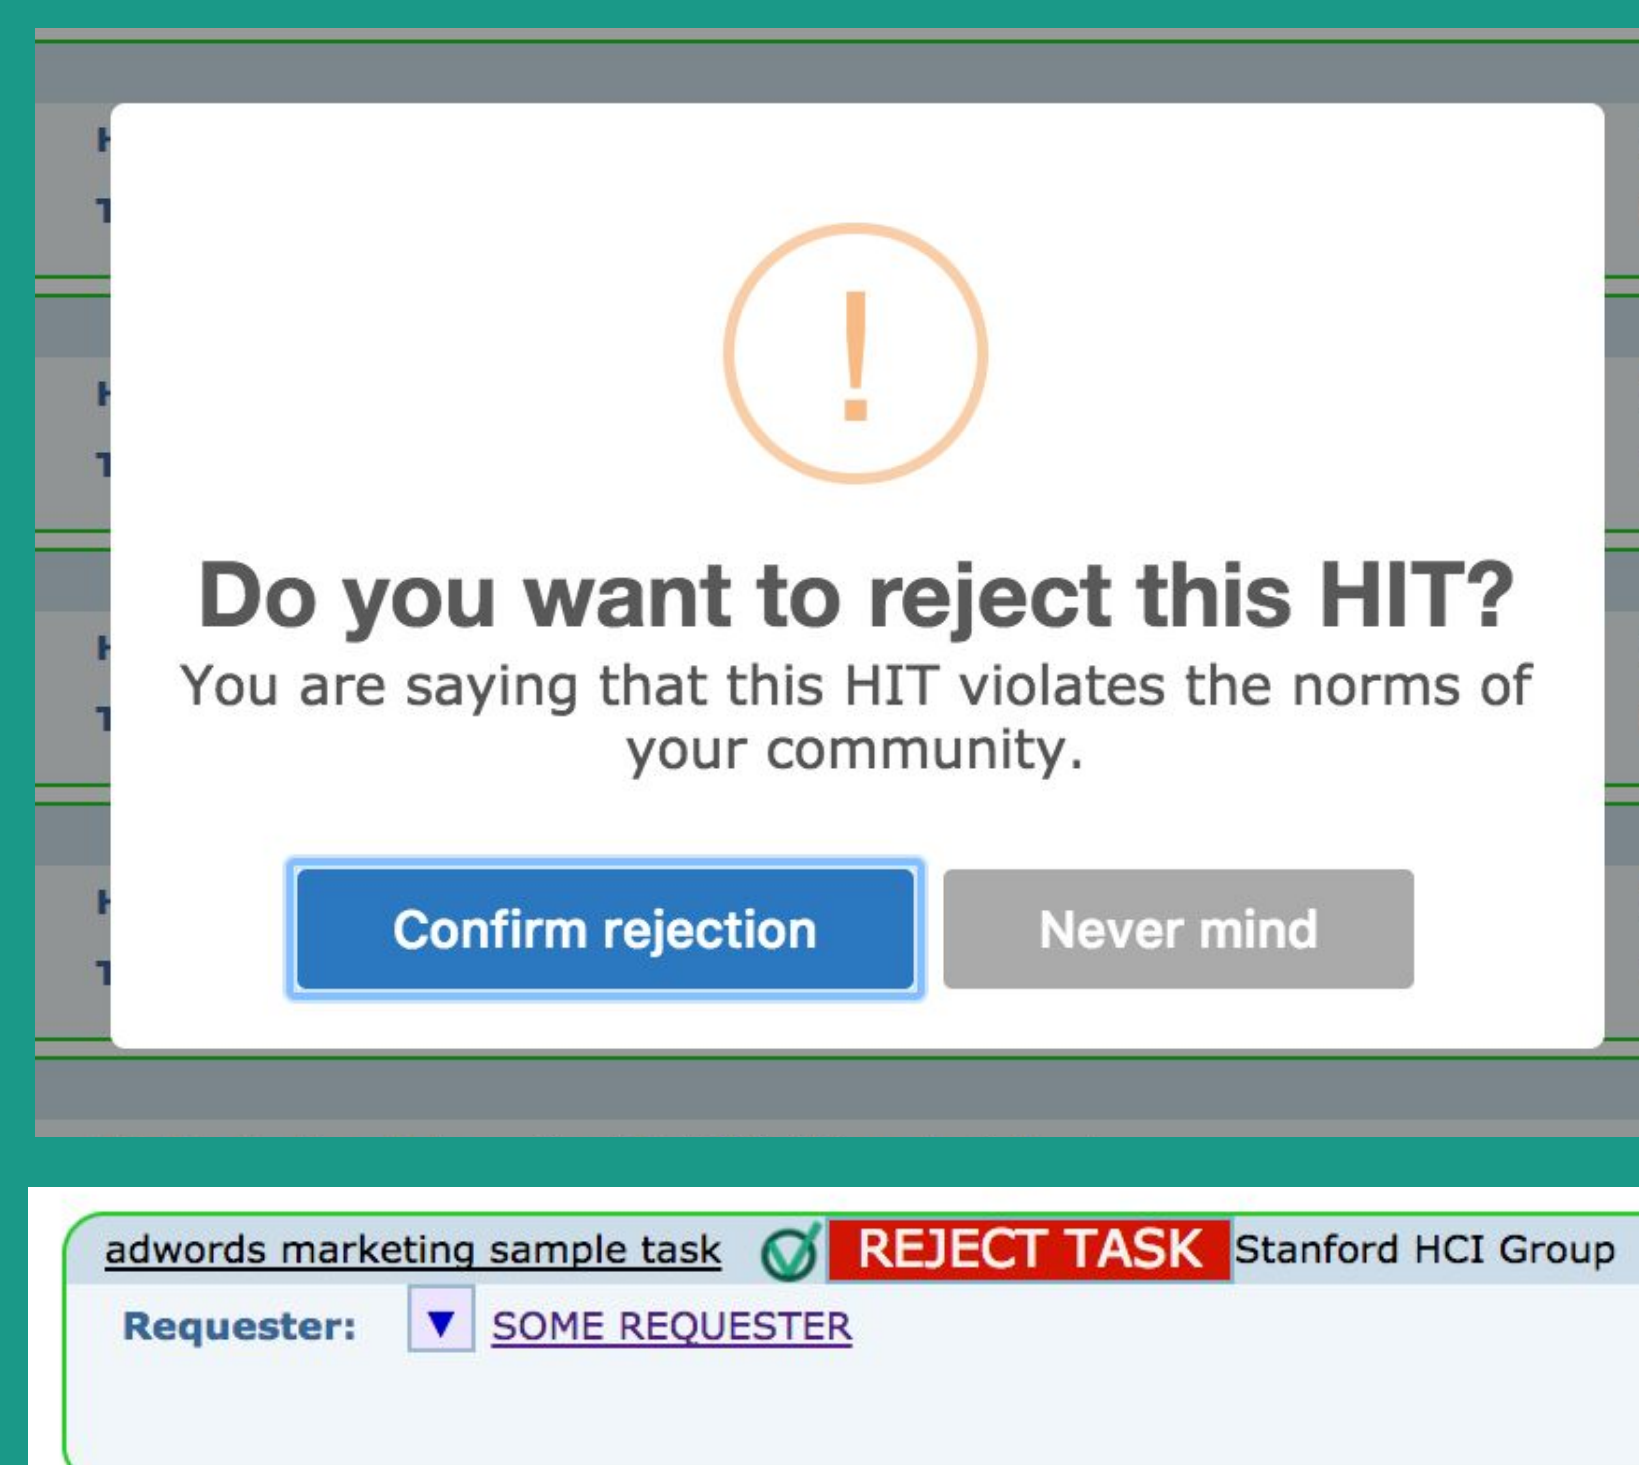 !
Do you want to reject this HIT?
You are saying that this HIT violates the norms of
your community.
Confirm rejection Never mind
adwords marketing sample task REJECT TASK Stanford HCI Group
Requester: ▼ SOME REQUESTER